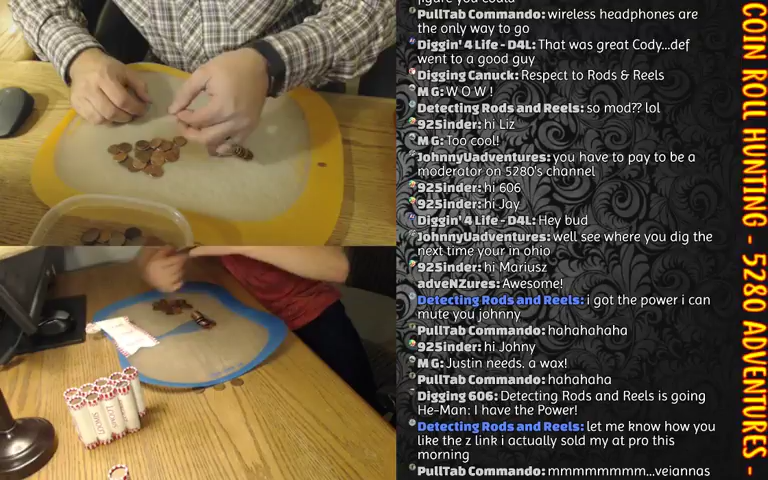 figure you could
PullTab Commando: wireless headphones are
the only way to go
Diggin' 4 Life - D4L: That was great Cody...def
went to a good guy
Digging Canuck: Respect to Rods & Reels
M G: W O W !
Detecting Rods and Reels: so mod?? lol
925inder: hi Liz
M G: Too cool!
JohnnyUadventures: you have to pay to be a
moderator on 5280's channel
925inder: hi 606
925inder: hi Jay
Diggin' 4 Life - D4L: Hey bud
JohnnyUadventures: well see where you dig the
next time your in ohio
925inder: hi Mariusz
adveNZures: Awesome!
Detecting Rods and Reels: i got the power i can
mute you johnny
PullTab Commando: hahahahaha
925inder: hi Johny
M G: Justin needs. a wax!
PullTab Commando: hahahaha
Digging 606: Detecting Rods and Reels is going
He-Man: I have the Power!
Detecting Rods and Reels: let me know how you
like the z link i actually sold my at pro this
morning
PullTab Commando: mmmmmmmm...veiannas
COIN ROLL HUNTING - 5280 ADVENTURES -